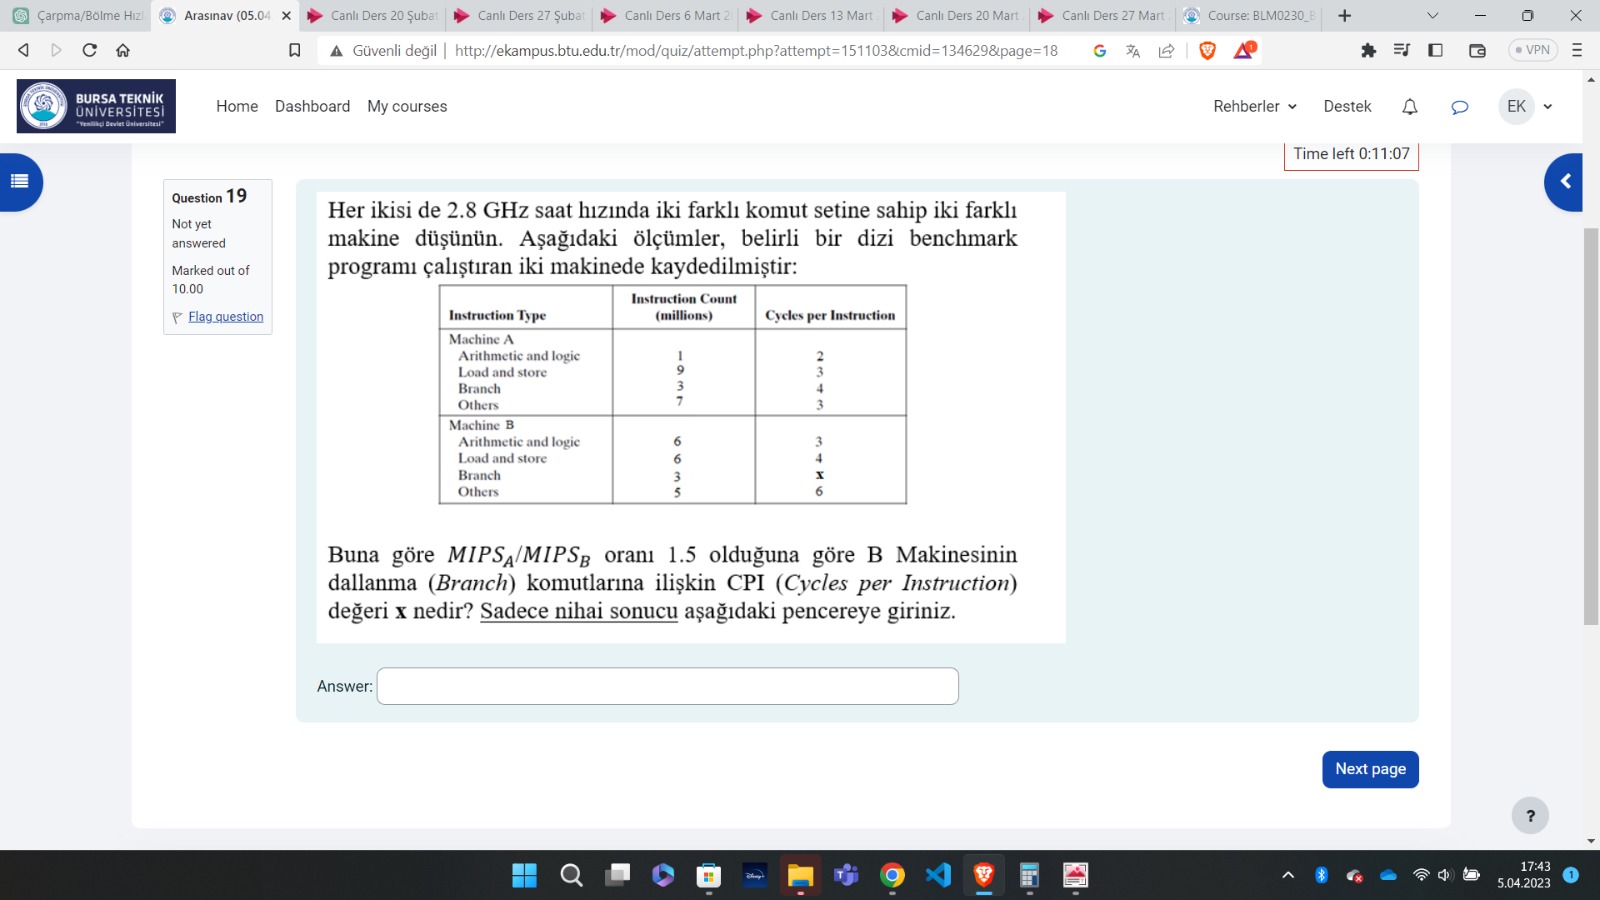 Çarpma/Bölme Hızl
Arasınav (05.04
Canlı Ders 20 Şubat
Canlı Ders 27 Şubat
Canlı Ders 6 Mart 2
Canlı Ders 13 Mart
Canlı Ders 20 Mart
Canlı Ders 27 Mart
Course: BLM0230_B
Güvenli değil
http://ekampus.btu.edu.tr/mod/quiz/attempt.php?attempt=151103&cmid=134629&page=18
1
VPN
BURSA TEKNİK
ÜNİVERSİTESİ
"Yenilikçi Devlet Üniversitesi"
Home
Dashboard
My courses
Rehberler
Destek
EK
Time left 0:11:07
Question 19
Not yet
answered
Marked out of
10.00
Flag question
Her ikisi de 2.8 GHz saat hızında iki farklı komut setine sahip iki farklı
makine düşünün. Aşağıdaki ölçümler, belirli bir dizi benchmark
programı çalıştıran iki makinede kaydedilmiştir:
Instruction Type Instruction Count (millions) Cycles per Instruction
Machine A
Arithmetic and logic 1 2
Load and store 9 3
Branch 3 4
Others 7 3
Machine B
Arithmetic and logic 6 3
Load and store 6 4
Branch 3 x
Others 5 6
Buna göre MIPSA/MIPSB oranı 1.5 olduğuna göre B Makinesinin
dallanma (Branch) komutlarına ilişkin CPI (Cycles per Instruction)
değeri x nedir? Sadece nihai sonucu aşağıdaki pencereye giriniz.
Answer:
Next page
?
17:43
5.04.2023
1